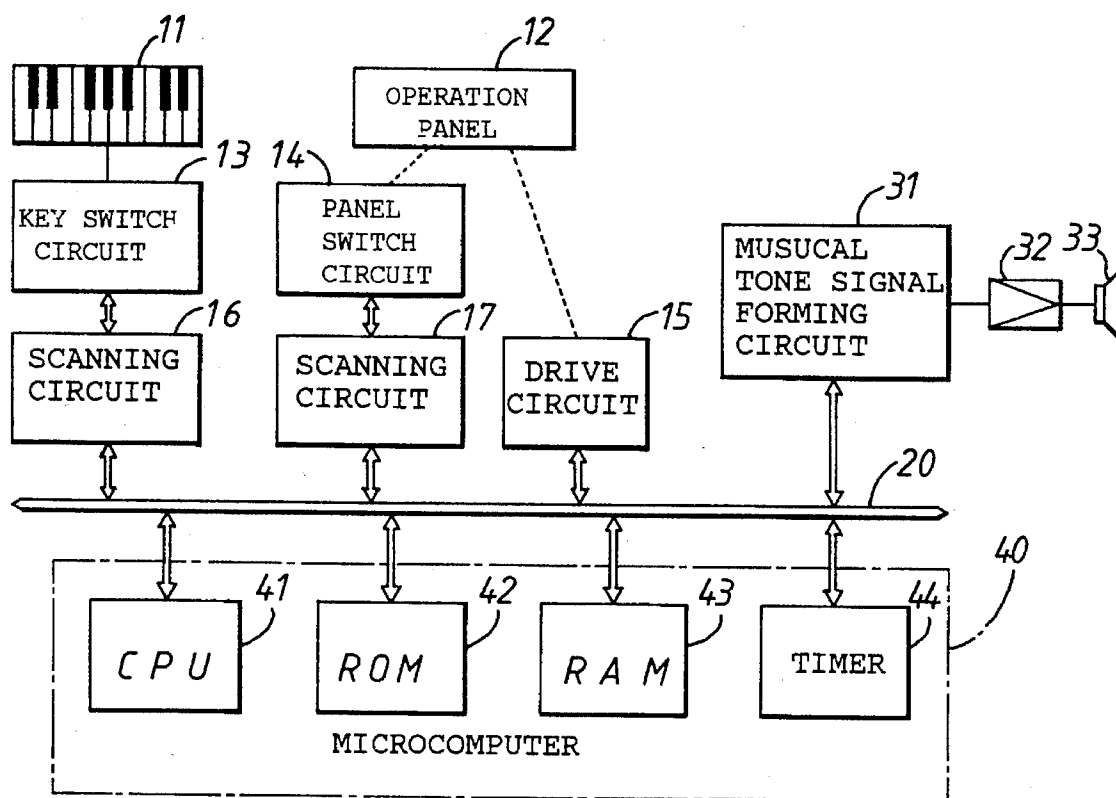 11
12
OPERATION
PANEL
13
KEY SWITCH
CIRCUIT
14
PANEL
SWITCH
CIRCUIT
31
MUSUCAL
TONE SIGNAL
FORMING
CIRCUIT
32
33
16
SCANNING
CIRCUIT
17
SCANNING
CIRCUIT
15
DRIVE
CIRCUIT
20
40
41
CPU
42
ROM
43
RAM
44
TIMER
MICROCOMPUTER